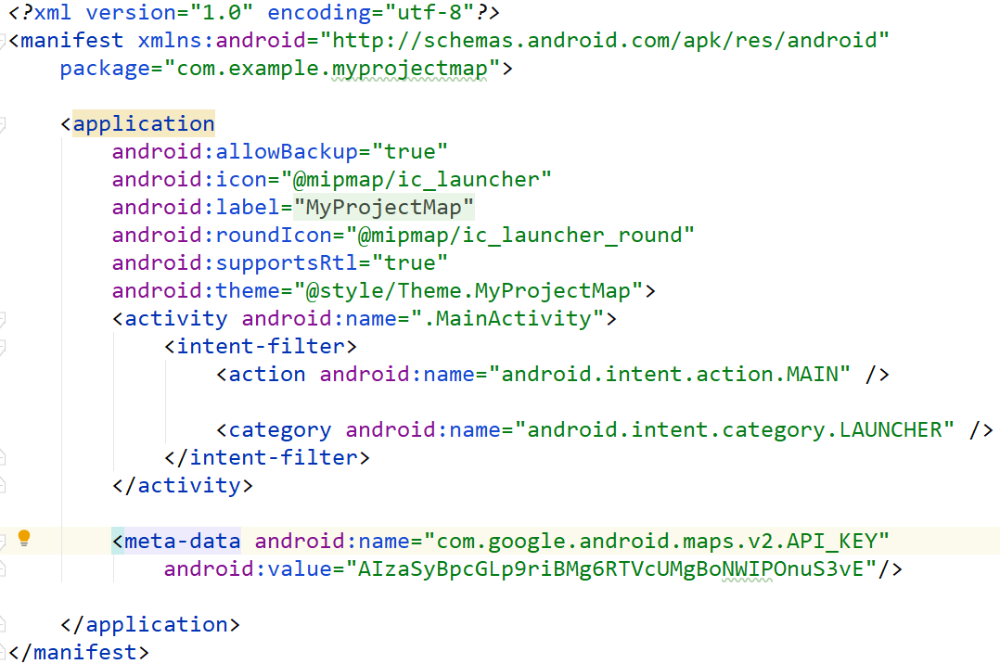 <?xml version="1.0" encoding="utf-8"?>
<manifest xmlns:android="http://schemas.android.com/apk/res/android"
package="com.example.myprojectmap">
<application
android:allowBackup="true"
android:icon="@mipmap/ic_launcher"
android:label="MyProjectMap"
android:roundIcon="@mipmap/ic_launcher_round"
android:supportsRtl="true"
android:theme="@style/Theme.MyProjectMap">
<activity android:name=".MainActivity">
<intent-filter>
<action android:name="android.intent.action.MAIN" />
<category android:name="android.intent.category.LAUNCHER" />
</intent-filter>
</activity>
<meta-data android:name="com.google.android.maps.v2.API_KEY"
android:value="AIzaSyBpcGLp9riBMg6RTVcUMgBoNWIPOnuS3vE"/>
</application>
</manifest>